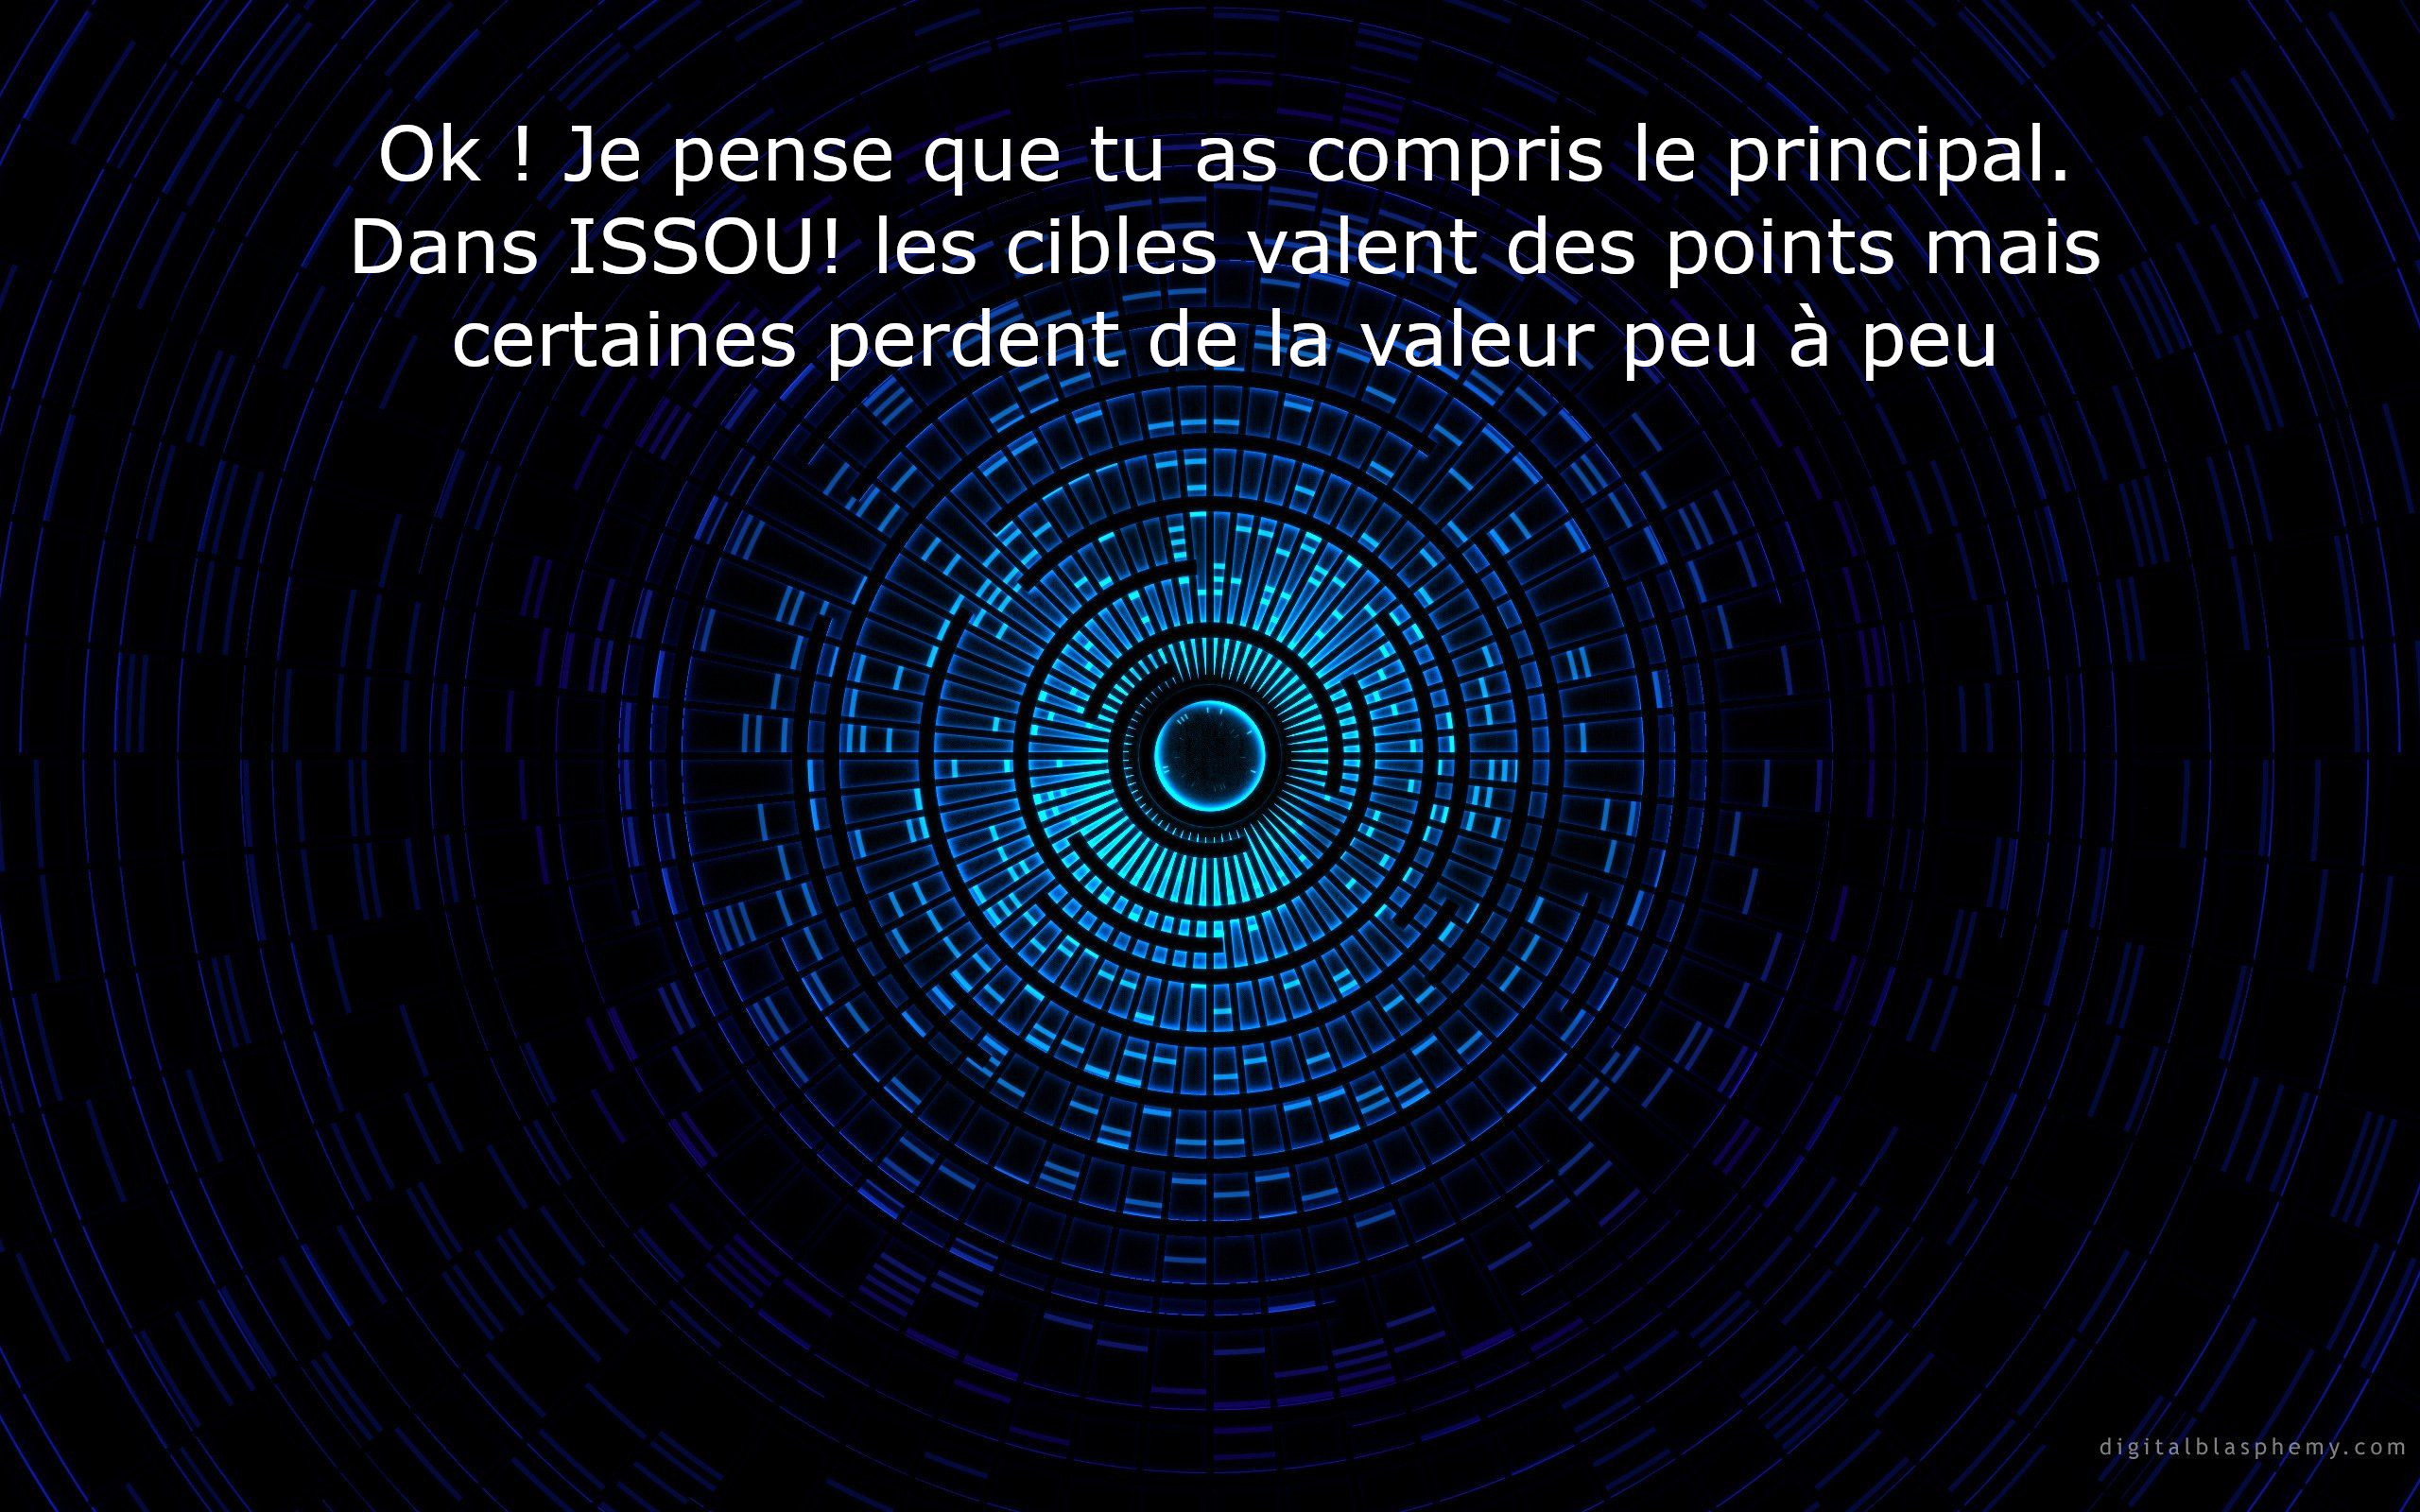 Ok ! Je pense que tu as compris le principal.
Dans ISSOU! les cibles valent des points mais
certaines perdent de la valeur peu à peu
digitalblasphemy.com